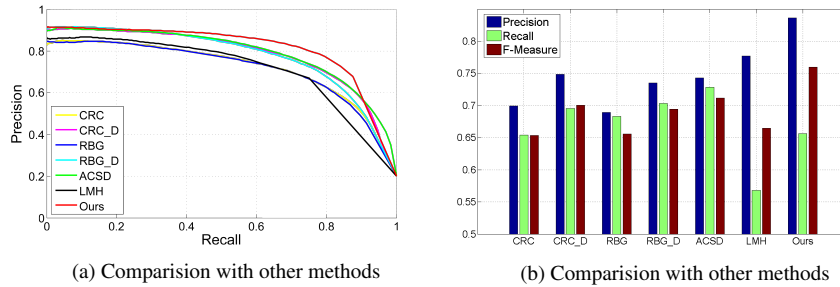 1
0.8
0.6
0.4
0.2
0
Precision
CRC
CRC_D
RBG
RBG_D
ACSD
LMH
Ours
0 0.2 0.4 0.6 0.8 1
Recall
(a) Comparision with other methods
0.85
0.8
0.75
0.7
0.65
0.6
0.55
0.5
Precision
Recall
F-Measure
CRC CRC_D RBG RBG_D ACSD LMH Ours
(b) Comparision with other methods